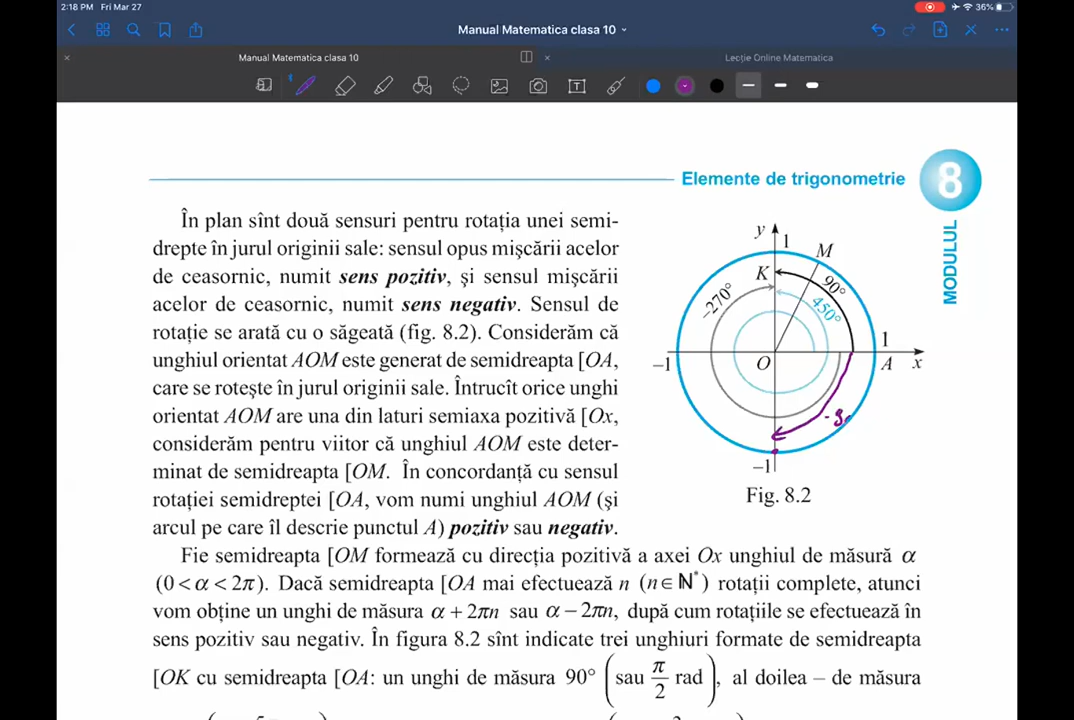 2:18 PM Fri Mar 27
36%
Manual Matematica clasa 10
Manual Matematica clasa 10
Lecție Online Matematica
T
Elemente de trigonometrie
8
MODULUL
În plan sînt două sensuri pentru rotația unei semi-
drepte în jurul originii sale: sensul opus mișcării acelor
de ceasornic, numit sens pozitiv, și sensul mișcării
acelor de ceasornic, numit sens negativ. Sensul de
rotație se arată cu o săgeată (fig. 8.2). Considerăm că
unghiul orientat AOM este generat de semidreapta [OA,
care se rotește în jurul originii sale. Întrucît orice unghi
orientat AOM are una din laturi semiaxa pozitivă [Ox,
considerăm pentru viitor că unghiul AOM este deter-
minat de semidreapta [OM. În concordanță cu sensul
rotației semidreptei [OA, vom numi unghiul AOM (și
arcul pe care îl descrie punctul A) pozitiv sau negativ.
y
1
M
K
90°
-270°
450°
1
-1
O
A
x
-1
Fig. 8.2
Fie semidreapta [OM formează cu direcția pozitivă a axei Ox unghiul de măsură α
(0 < α < 2π). Dacă semidreapta [OA mai efectuează n (n ∈ ℕ*) rotații complete, atunci
vom obține un unghi de măsura α + 2πn sau α − 2πn, după cum rotațiile se efectuează în
sens pozitiv sau negativ. În figura 8.2 sînt indicate trei unghiuri formate de semidreapta
[OK cu semidreapta [OA: un unghi de măsura 90° (sau π/2 rad), al doilea – de măsura